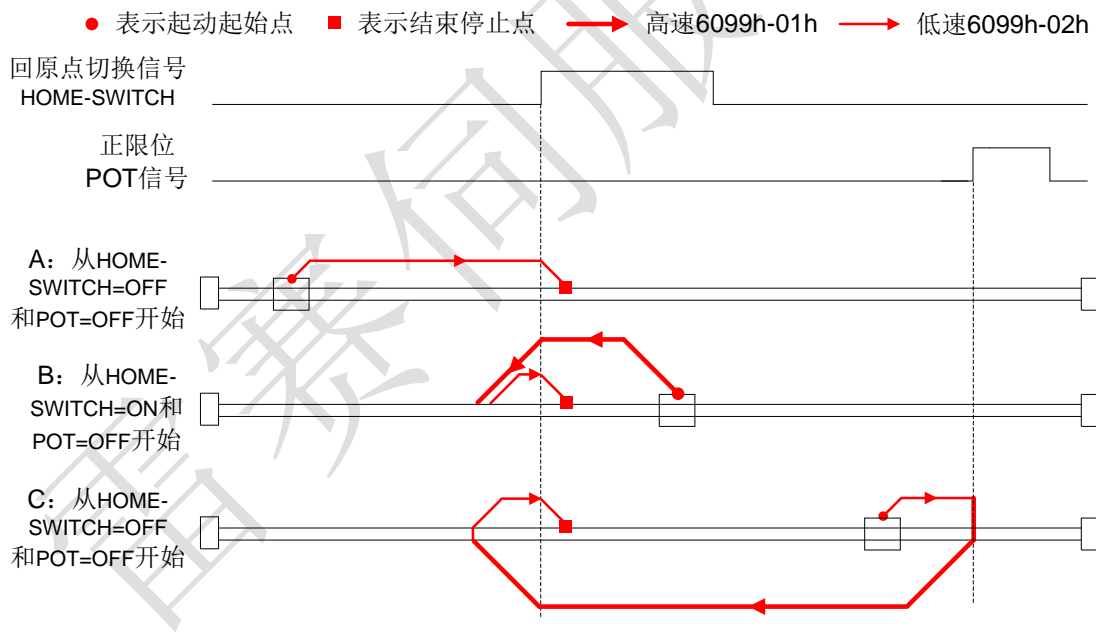 表示起动起始点 表示结束停止点 高速6099h-01h 低速6099h-02h
回原点切换信号
HOME-SWITCH
正限位
POT信号
A：从HOME-
SWITCH=OFF
和POT=OFF开始
B：从HOME-
SWITCH=ON和
POT=OFF开始
C：从HOME-
SWITCH=OFF
和POT=OFF开始
雷赛伺服